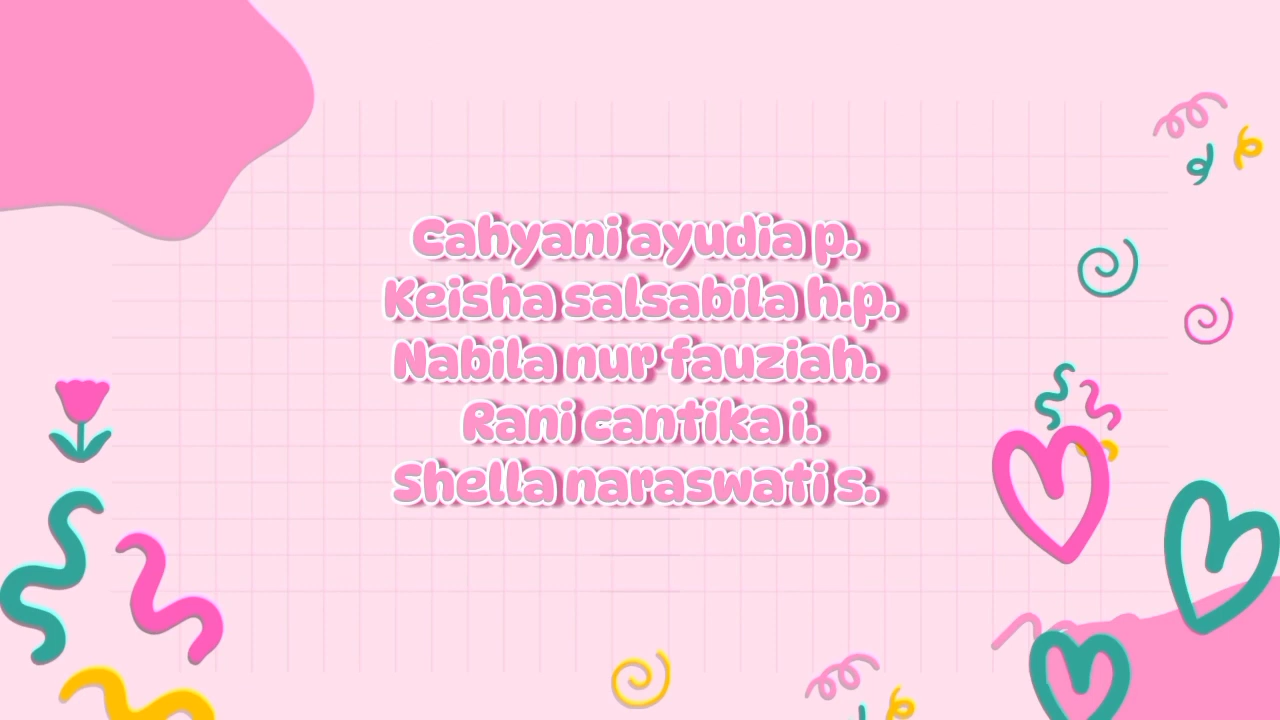 Cahyani ayudia p.
Keisha salsabila h.p.
Nabila nur fauziah.
Rani cantika i.
Shella naraswati s.